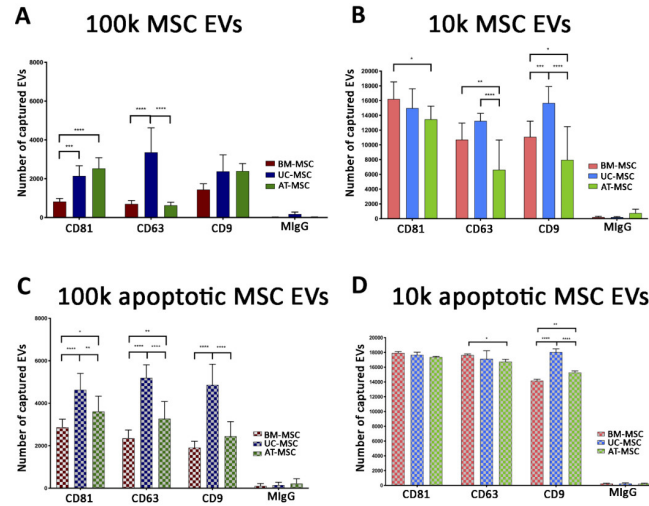 A
100k MSC EVs
Number of captured EVs
8000
6000
4000
2000
0
****
***
****
****
BM-MSC
UC-MSC
AT-MSC
CD81
CD63
CD9
MIgG
B
10k MSC EVs
Number of captured EVs
20000
18000
16000
14000
12000
10000
8000
6000
4000
2000
0
*
**
****
*
***
****
BM-MSC
UC-MSC
AT-MSC
CD81
CD63
CD9
MIgG
C
100k apoptotic MSC EVs
Number of captured EVs
8000
6000
4000
2000
0
*
****
**
**
****
****
****
****
BM-MSC
UC-MSC
AT-MSC
CD81
CD63
CD9
MIgG
D
10k apoptotic MSC EVs
Number of captured EVs
20000
18000
16000
14000
12000
10000
8000
6000
4000
2000
0
*
**
****
****
BM-MSC
UC-MSC
AT-MSC
CD81
CD63
CD9
MIgG